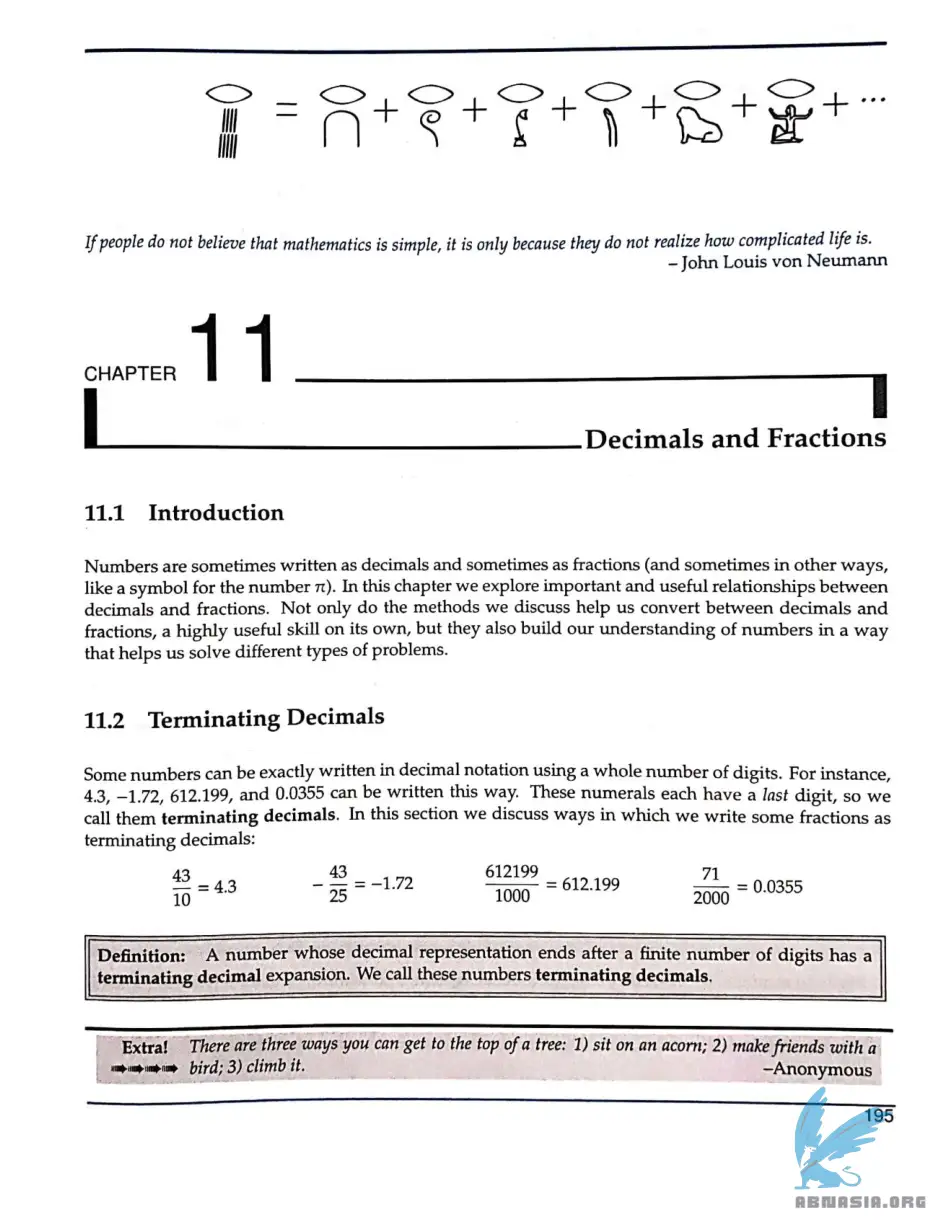 If people do not believe that mathematics is simple, it is only because they do not realize how complicated life is.
– John Louis von Neumann
CHAPTER 11
Decimals and Fractions
11.1 Introduction
Numbers are sometimes written as decimals and sometimes as fractions (and sometimes in other ways,
like a symbol for the number π). In this chapter we explore important and useful relationships between
decimals and fractions. Not only do the methods we discuss help us convert between decimals and
fractions, a highly useful skill on its own, but they also build our understanding of numbers in a way
that helps us solve different types of problems.
11.2 Terminating Decimals
Some numbers can be exactly written in decimal notation using a whole number of digits. For instance,
4.3, −1.72, 612.199, and 0.0355 can be written this way. These numerals each have a last digit, so we
call them terminating decimals. In this section we discuss ways in which we write some fractions as
terminating decimals:
43/10 = 4.3 − 43/25 = −1.72 612199/1000 = 612.199 71/2000 = 0.0355
Definition: A number whose decimal representation ends after a finite number of digits has a
terminating decimal expansion. We call these numbers terminating decimals.
Extra! There are three ways you can get to the top of a tree: 1) sit on an acorn; 2) make friends with a
bird; 3) climb it. –Anonymous
195
ABNASIA.ORG